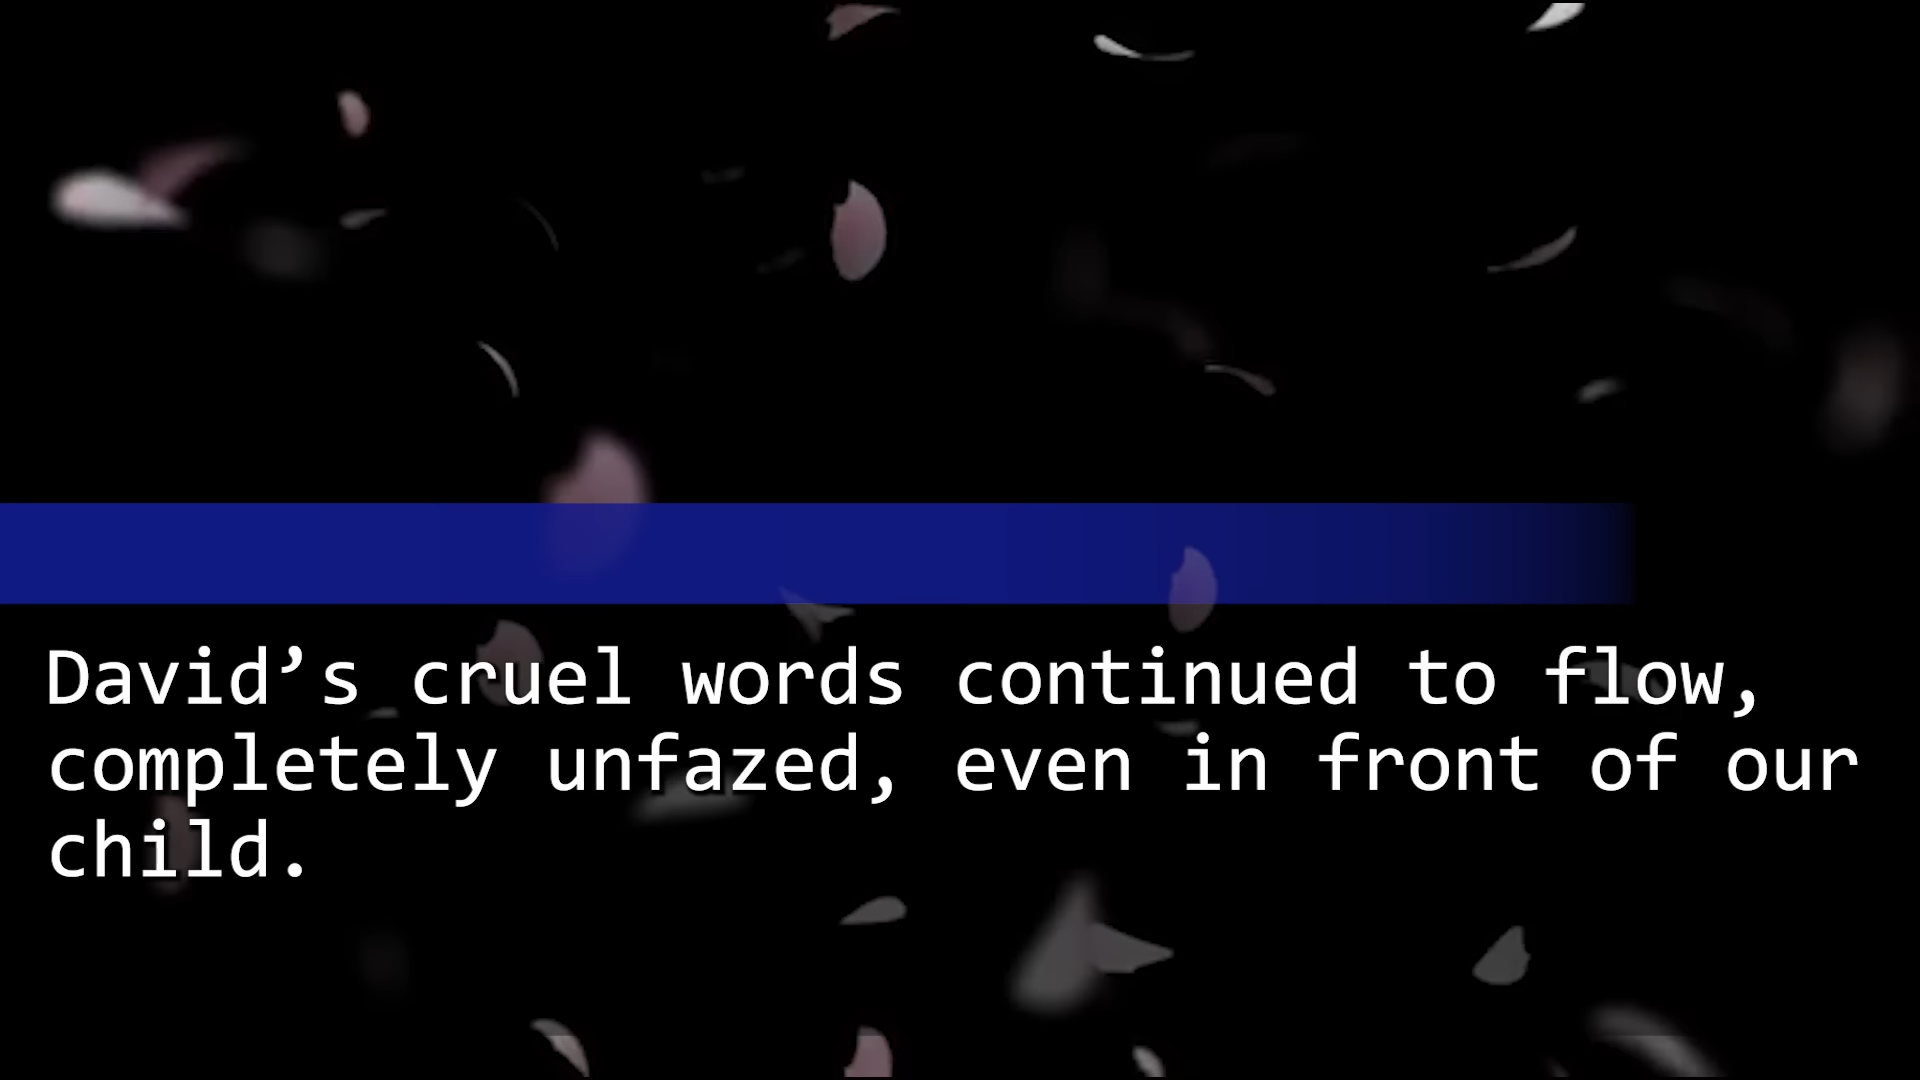 David’s cruel words continued to flow,
completely unfazed, even in front of our
child.